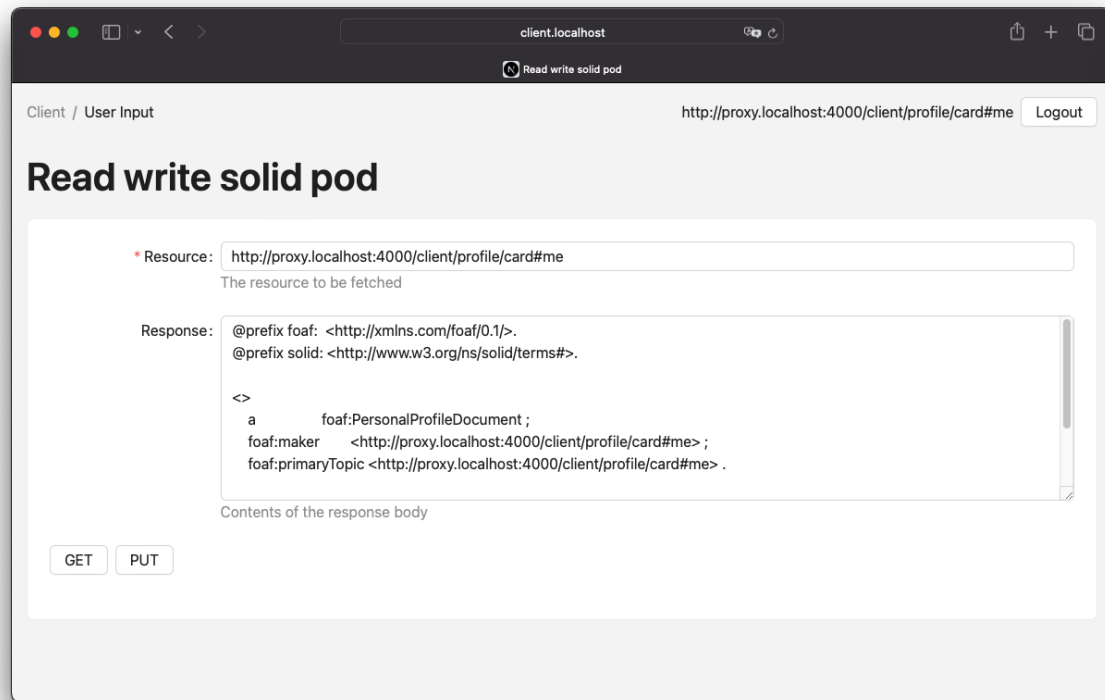 client.localhost
Read write solid pod
Client / User Input
http://proxy.localhost:4000/client/profile/card#me
Logout
Read write solid pod
* Resource:
http://proxy.localhost:4000/client/profile/card#me
The resource to be fetched
Response:
@prefix foaf: <http://xmlns.com/foaf/0.1/>.
@prefix solid: <http://www.w3.org/ns/solid/terms#>.
<>
a foaf:PersonalProfileDocument ;
foaf:maker <http://proxy.localhost:4000/client/profile/card#me> ;
foaf:primaryTopic <http://proxy.localhost:4000/client/profile/card#me> .
Contents of the response body
GET PUT